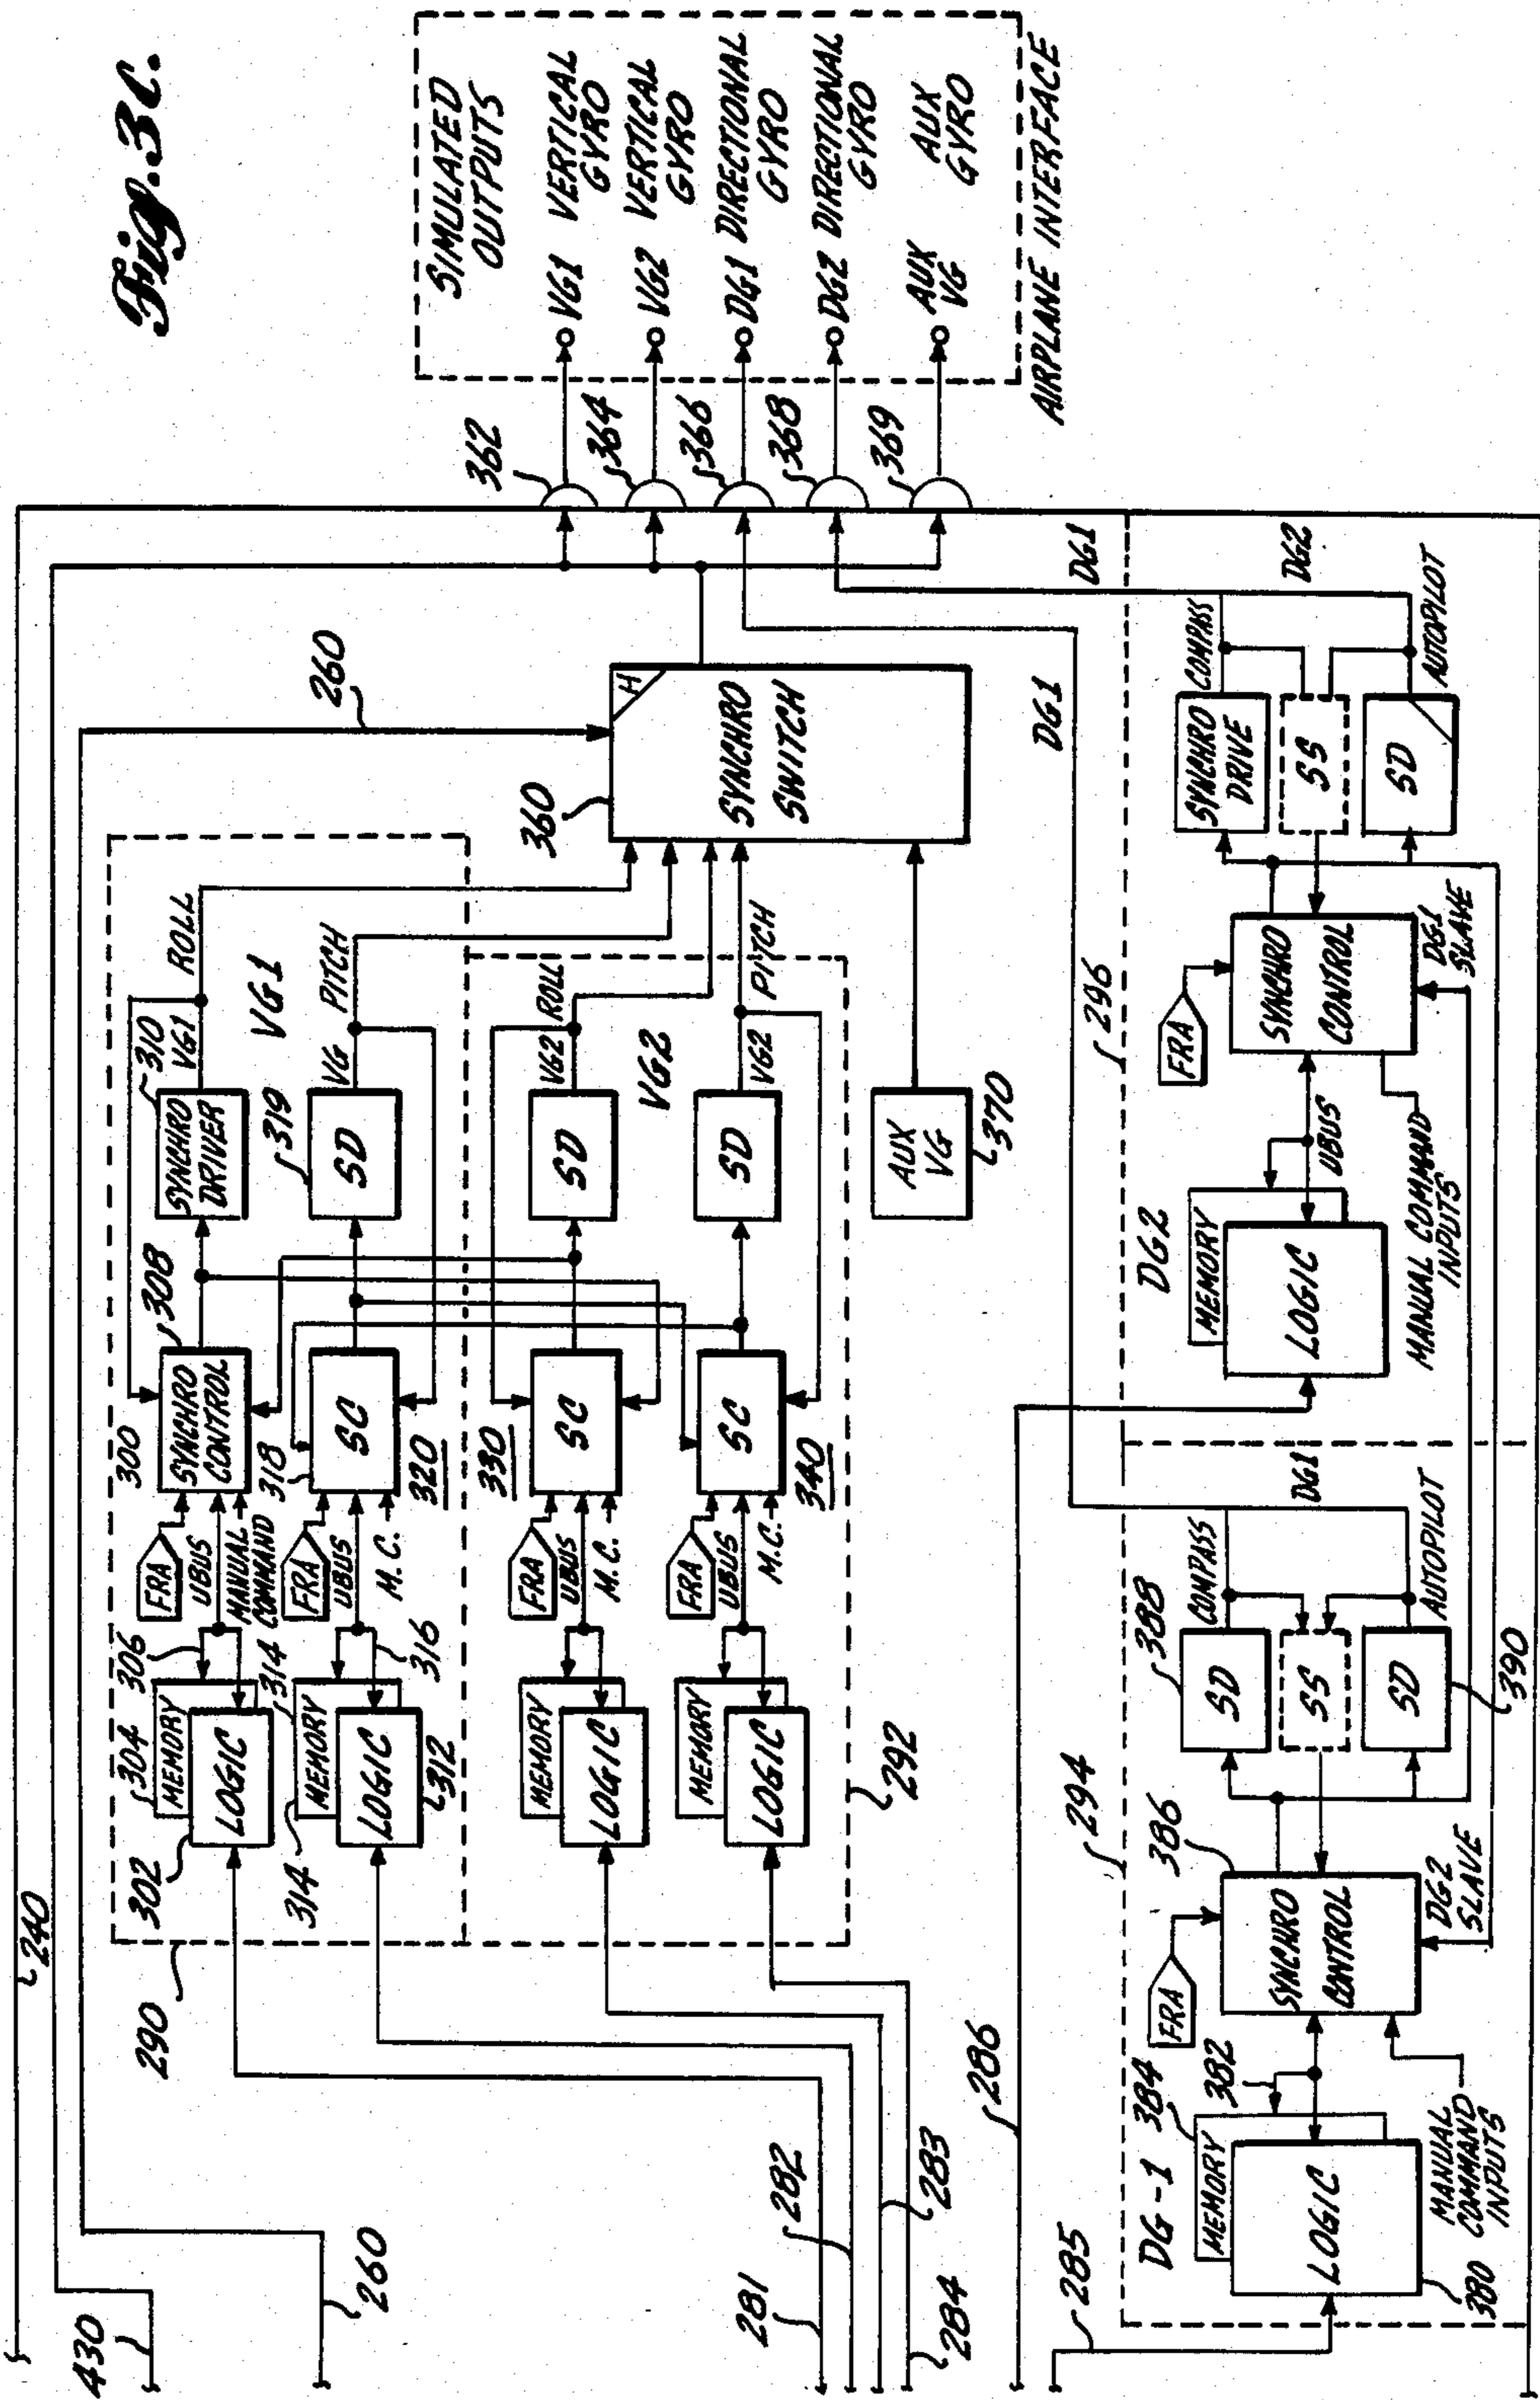 Fig. 3C.
240
430
260
260
290
SIMULATED
OUTPUTS
VG1 VERTICAL
GYRO
VG2 VERTICAL
GYRO
DG1 DIRECTIONAL
GYRO
DG2 DIRECTIONAL
GYRO
AUX
VG
AUX
GYRO
AIRPLANE INTERFACE
362
364
366
368
369
302
304
MEMORY
LOGIC
306
FRA
UBUS
MANUAL
COMMAND
300
SYNCHRO
CONTROL
308
SYNCHRO
DRIVER
310
VG1
ROLL
VG1
314
314
MEMORY
LOGIC
312
316
FRA
UBUS
M.C.
318
SC
320
319
SD
VG
PITCH
MEMORY
LOGIC
FRA
UBUS
M.C.
330
SC
SD
VG2
ROLL
VG2
MEMORY
LOGIC
FRA
UBUS
M.C.
SC
340
SD
VG2
PITCH
292
AUX
VG
370
360
SYNCHRO
SWITCH
H
281
282
283
284
286
285
294
296
DG1
DG1
DG-1
384
MEMORY
LOGIC
380
382
MANUAL
COMMAND
INPUTS
FRA
SYNCHRO
CONTROL
386
DG2
SLAVE
388
SD
SS
SD
390
COMPASS
AUTOPILOT
DG1
DG2
MEMORY
LOGIC
UBUS
MANUAL COMMAND
INPUTS
FRA
SYNCHRO
CONTROL
DG1
SLAVE
SYNCHRO
DRIVE
SS
SD
COMPASS
AUTOPILOT
DG2